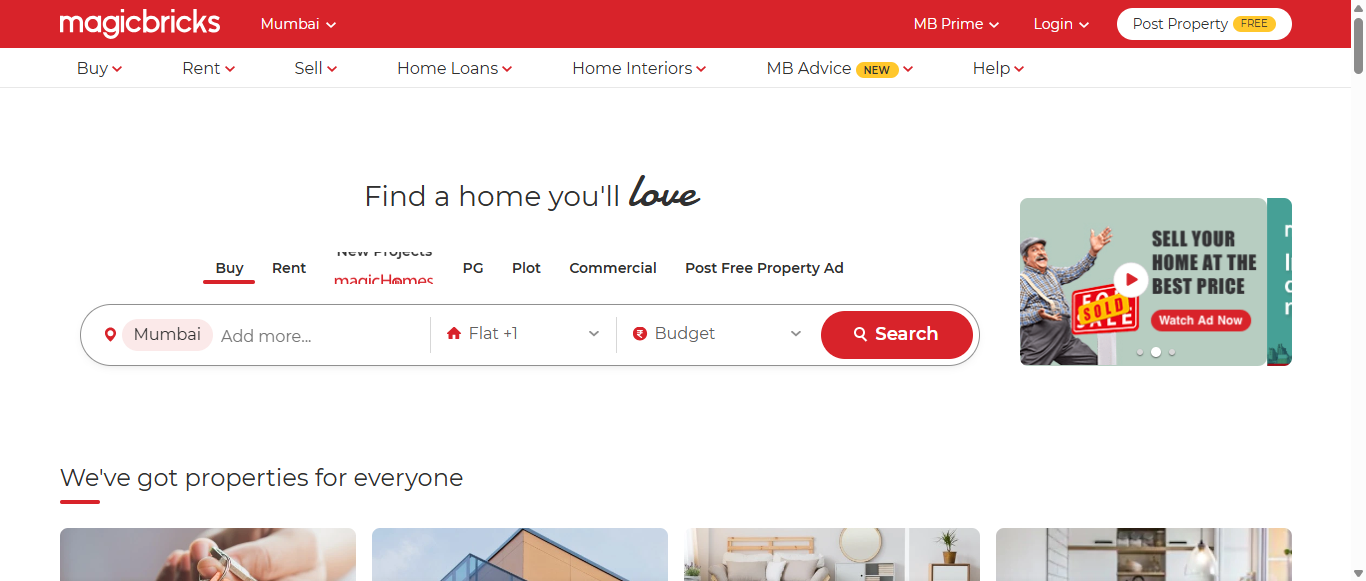 magicbricks Mumbai MB Prime Login Post Property FREE
Buy Rent Sell Home Loans Home Interiors MB Advice NEW Help
Find a home you'll love
Buy Rent New Projects PG Plot Commercial Post Free Property Ad
magicHomes
Mumbai Add more... Flat +1 Budget Search
SELL YOUR
HOME AT THE
BEST PRICE
SOLD
SALE
Watch Ad Now
We've got properties for everyone